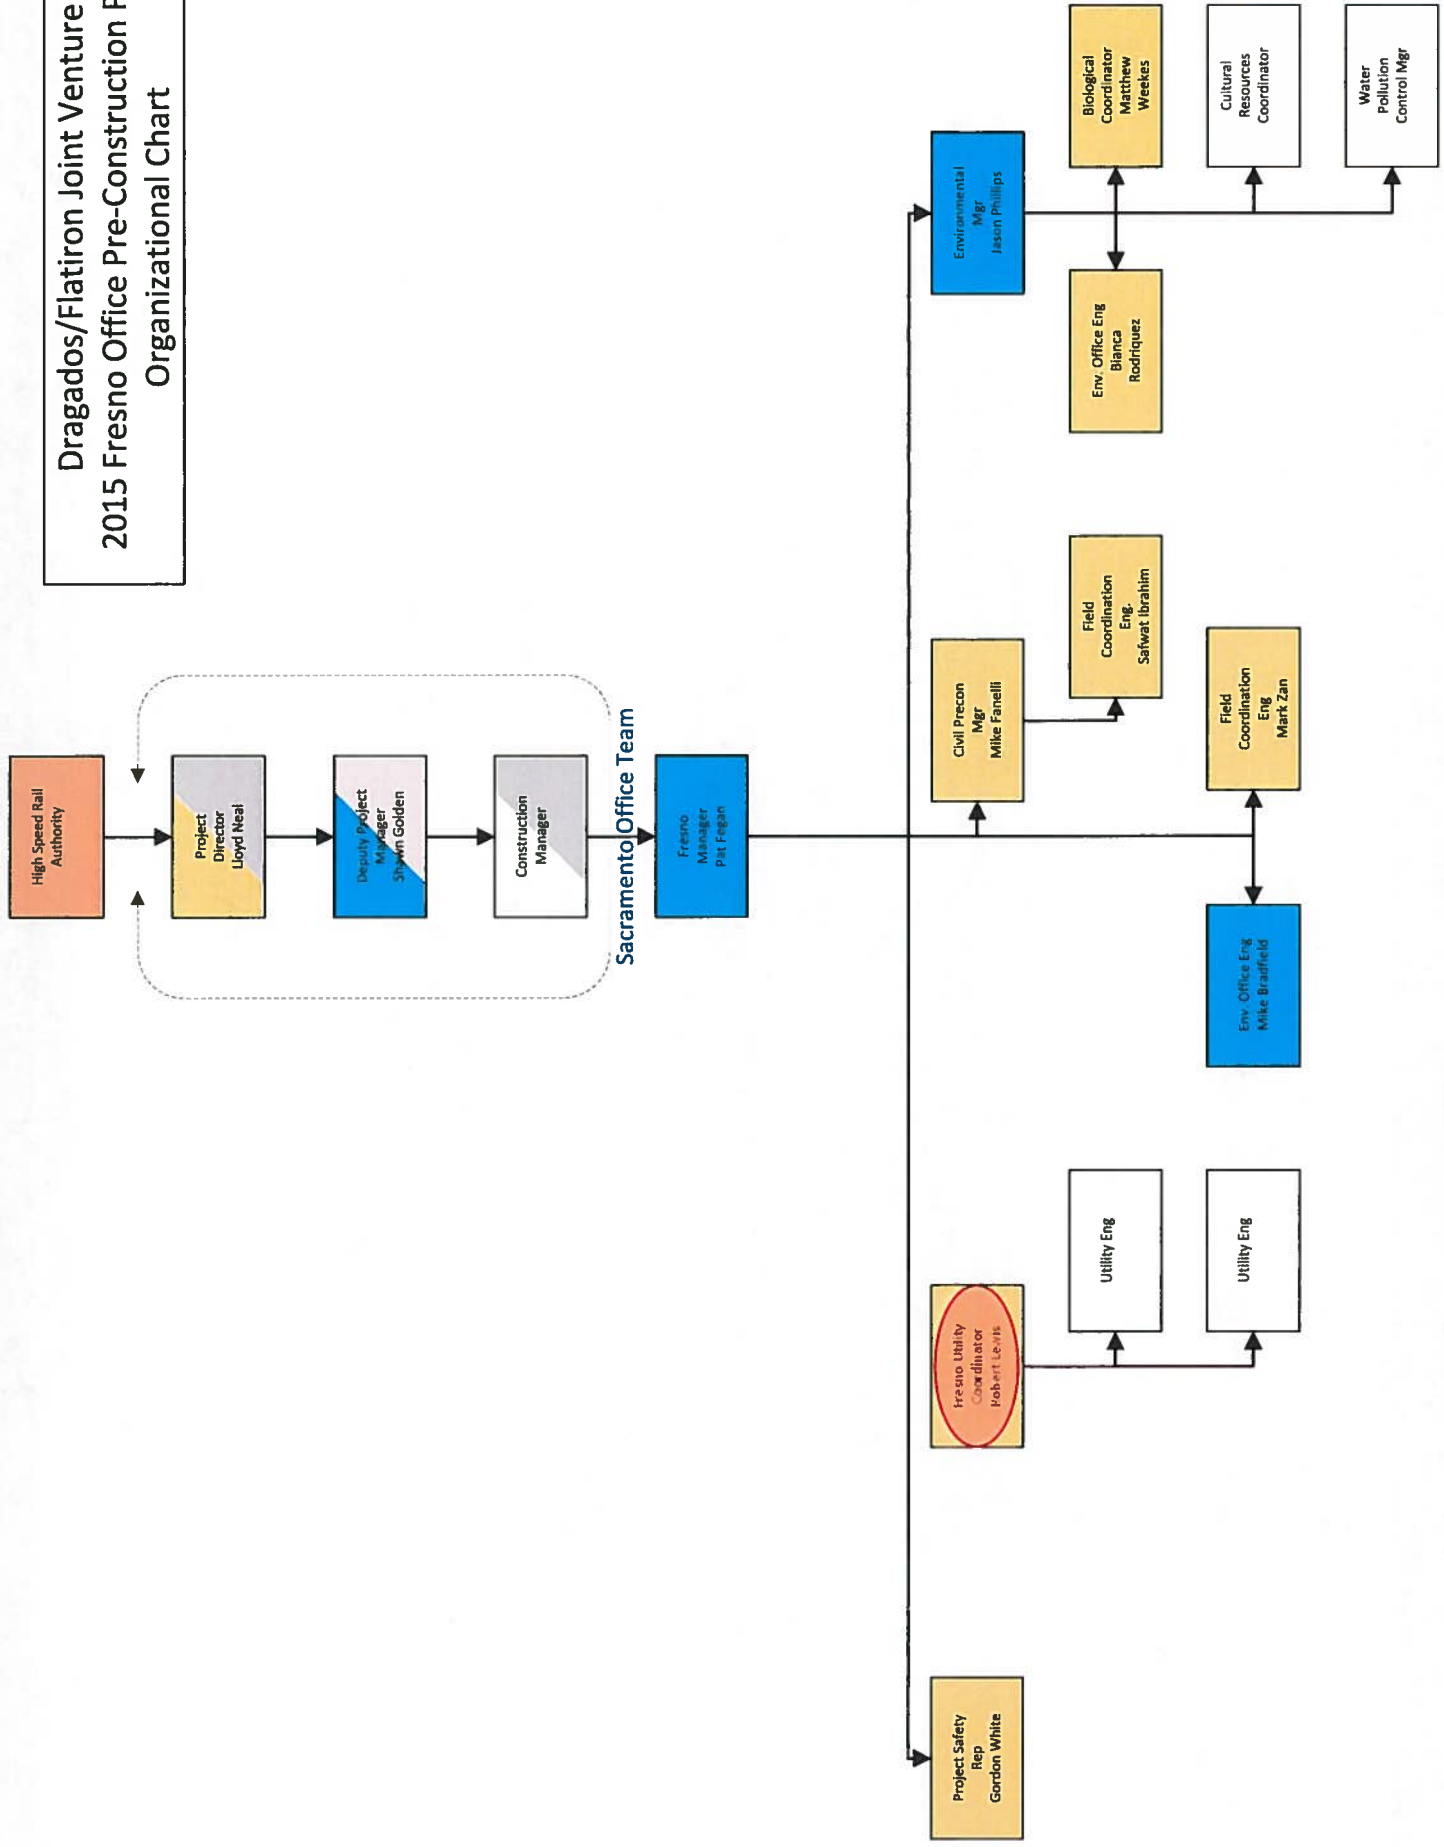 Dragados/Flatiron Joint Venture
2015 Fresno Office Pre-Construction
Organizational Chart
High Speed Rail
Authority
Project
Director
Lloyd Neal
Deputy Project
Manager
Shawn Golden
Construction
Manager
Sacramento Office Team
Fresno
Manager
Pat Fegan
Project Safety
Rep
Gordon White
Fresno Utility
Coordinator
Robert Lewis
Utility Eng
Utility Eng
Civil Precon
Mgr
Mike Fanelli
Field
Coordination
Eng.
Safwat Ibrahim
Env. Office Eng
Mike Bradfield
Field
Coordination
Eng
Mark Zan
Environmental
Mgr
Jason Phillips
Env. Office Eng
Bianca
Rodriquez
Biological
Coordinator
Matthew
Weekes
Cultural
Resources
Coordinator
Water
Pollution
Control Mgr